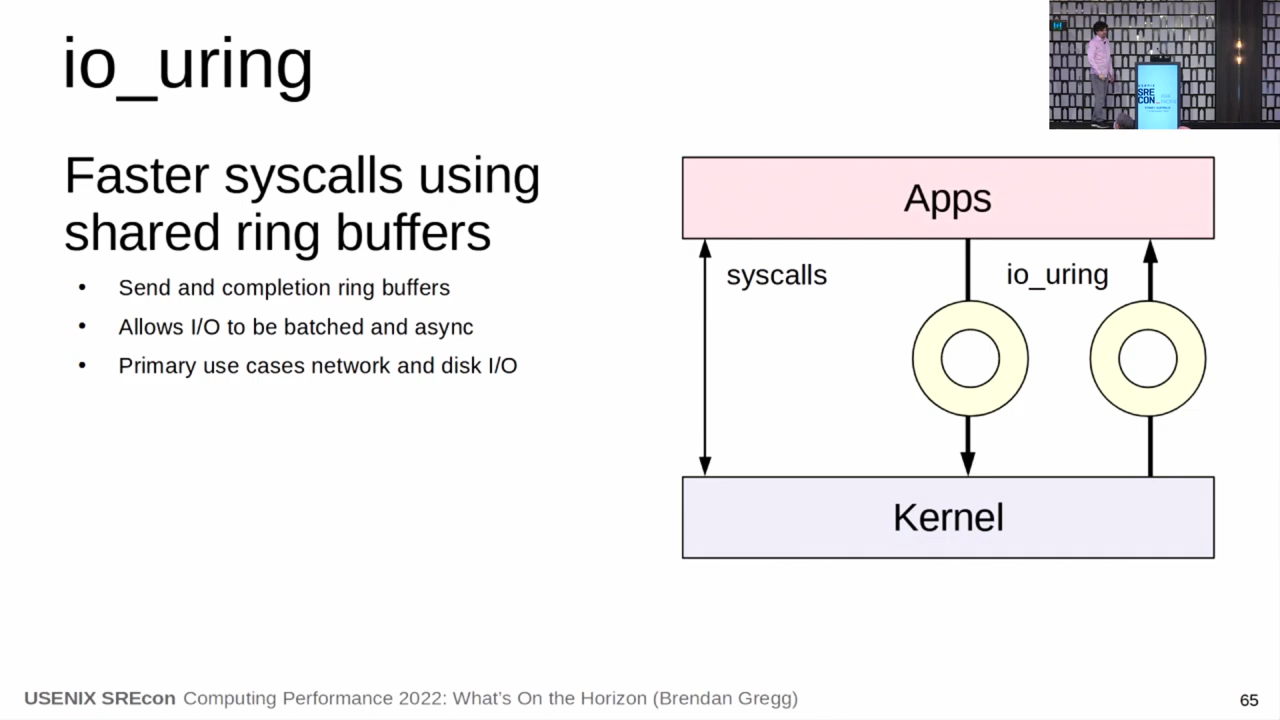 io_uring
Faster syscalls using
shared ring buffers
• Send and completion ring buffers
• Allows I/O to be batched and async
• Primary use cases network and disk I/O
Apps
syscalls
io_uring
Kernel
USENIX SREcon Computing Performance 2022: What's On the Horizon (Brendan Gregg)
65
SRE
CON